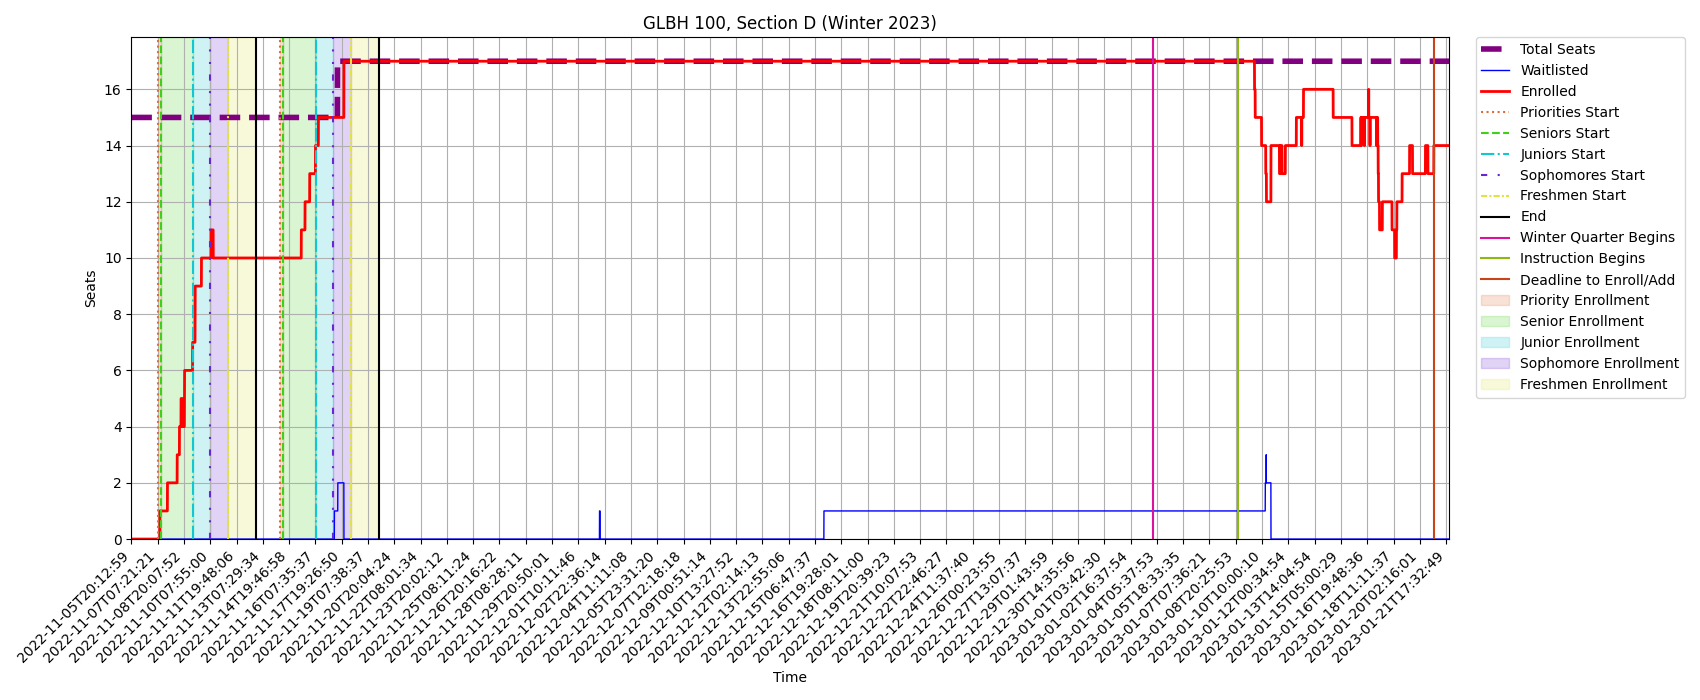 GLBH 100, Section D (Winter 2023)
Seats
16
14
12
10
8
6
4
2
0
2022-11-05T20:12:59
2022-11-07T07:21:21
2022-11-08T20:07:52
2022-11-10T07:55:00
2022-11-11T19:48:06
2022-11-13T07:29:34
2022-11-14T19:46:58
2022-11-16T07:35:37
2022-11-17T19:26:50
2022-11-19T07:38:37
2022-11-20T20:04:24
2022-11-22T08:01:34
2022-11-23T20:02:12
2022-11-25T08:11:24
2022-11-26T20:16:22
2022-11-28T08:28:11
2022-11-29T20:50:01
2022-12-01T10:11:46
2022-12-02T22:36:14
2022-12-04T11:11:08
2022-12-05T23:31:20
2022-12-07T12:18:18
2022-12-09T00:51:14
2022-12-10T13:27:52
2022-12-12T02:14:13
2022-12-13T22:55:06
2022-12-15T06:47:37
2022-12-16T19:28:01
2022-12-18T08:11:00
2022-12-19T20:39:23
2022-12-21T10:07:53
2022-12-22T22:46:27
2022-12-24T11:37:40
2022-12-26T00:23:55
2022-12-27T13:07:37
2022-12-29T01:43:59
2022-12-30T14:35:56
2023-01-01T03:42:30
2023-01-02T16:37:54
2023-01-04T05:37:53
2023-01-05T18:33:35
2023-01-07T07:36:21
2023-01-08T20:25:53
2023-01-10T10:00:10
2023-01-12T00:34:54
2023-01-13T14:04:54
2023-01-15T05:00:29
2023-01-16T19:48:36
2023-01-18T11:11:37
2023-01-20T02:16:01
2023-01-21T17:32:49
Time
Total Seats
Waitlisted
Enrolled
Priorities Start
Seniors Start
Juniors Start
Sophomores Start
Freshmen Start
End
Winter Quarter Begins
Instruction Begins
Deadline to Enroll/Add
Priority Enrollment
Senior Enrollment
Junior Enrollment
Sophomore Enrollment
Freshmen Enrollment